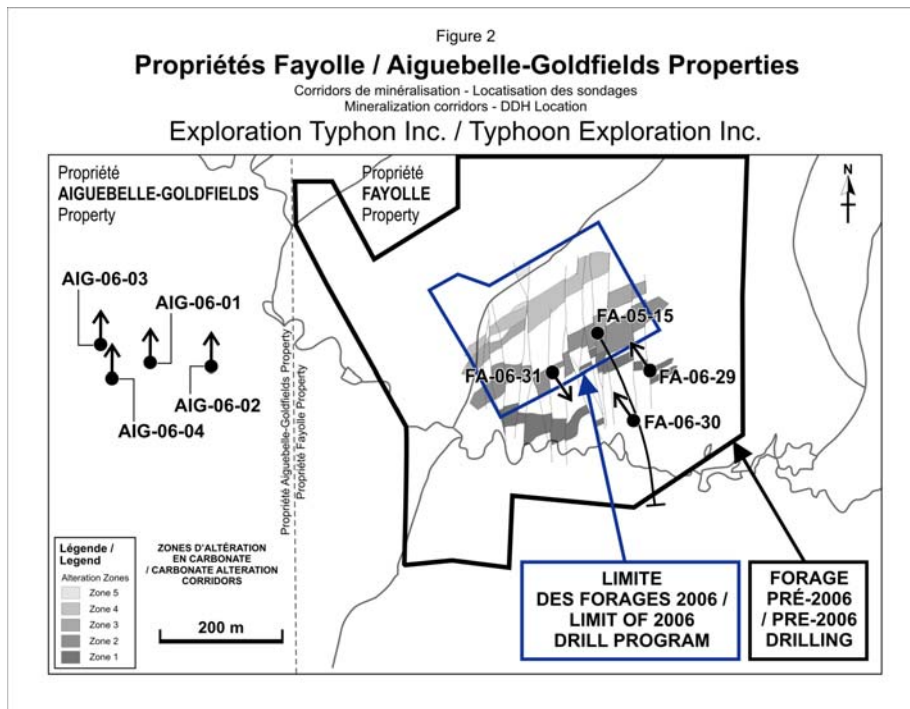 Figure 2
Propriétés Fayolle / Aiguebelle-Goldfields Properties
Corridors de minéralisation - Locatisation des sondages
Mineralization corridors - DDH Location
Exploration Typhon Inc. / Typhoon Exploration Inc.
Propriété
AIGUEBELLE-GOLDFIELDS
Property
Propriété
FAYOLLE
Property
N
AIG-06-03
AIG-06-01
AIG-06-02
AIG-06-04
FA-05-15
FA-06-31
FA-06-29
FA-06-30
Propriété Aiguebelle-Goldfields Property
Propriété Fayolle Property
Légende /
Legend
Alteration Zones
Zone 5
Zone 4
Zone 3
Zone 2
Zone 1
ZONES D'ALTÉRATION
EN CARBONATE
/ CARBONATE ALTERATION
CORRIDORS
200 m
LIMITE
DES FORAGES 2006 /
LIMIT OF 2006
DRILL PROGRAM
FORAGE
PRÉ-2006
/ PRE-2006
DRILLING